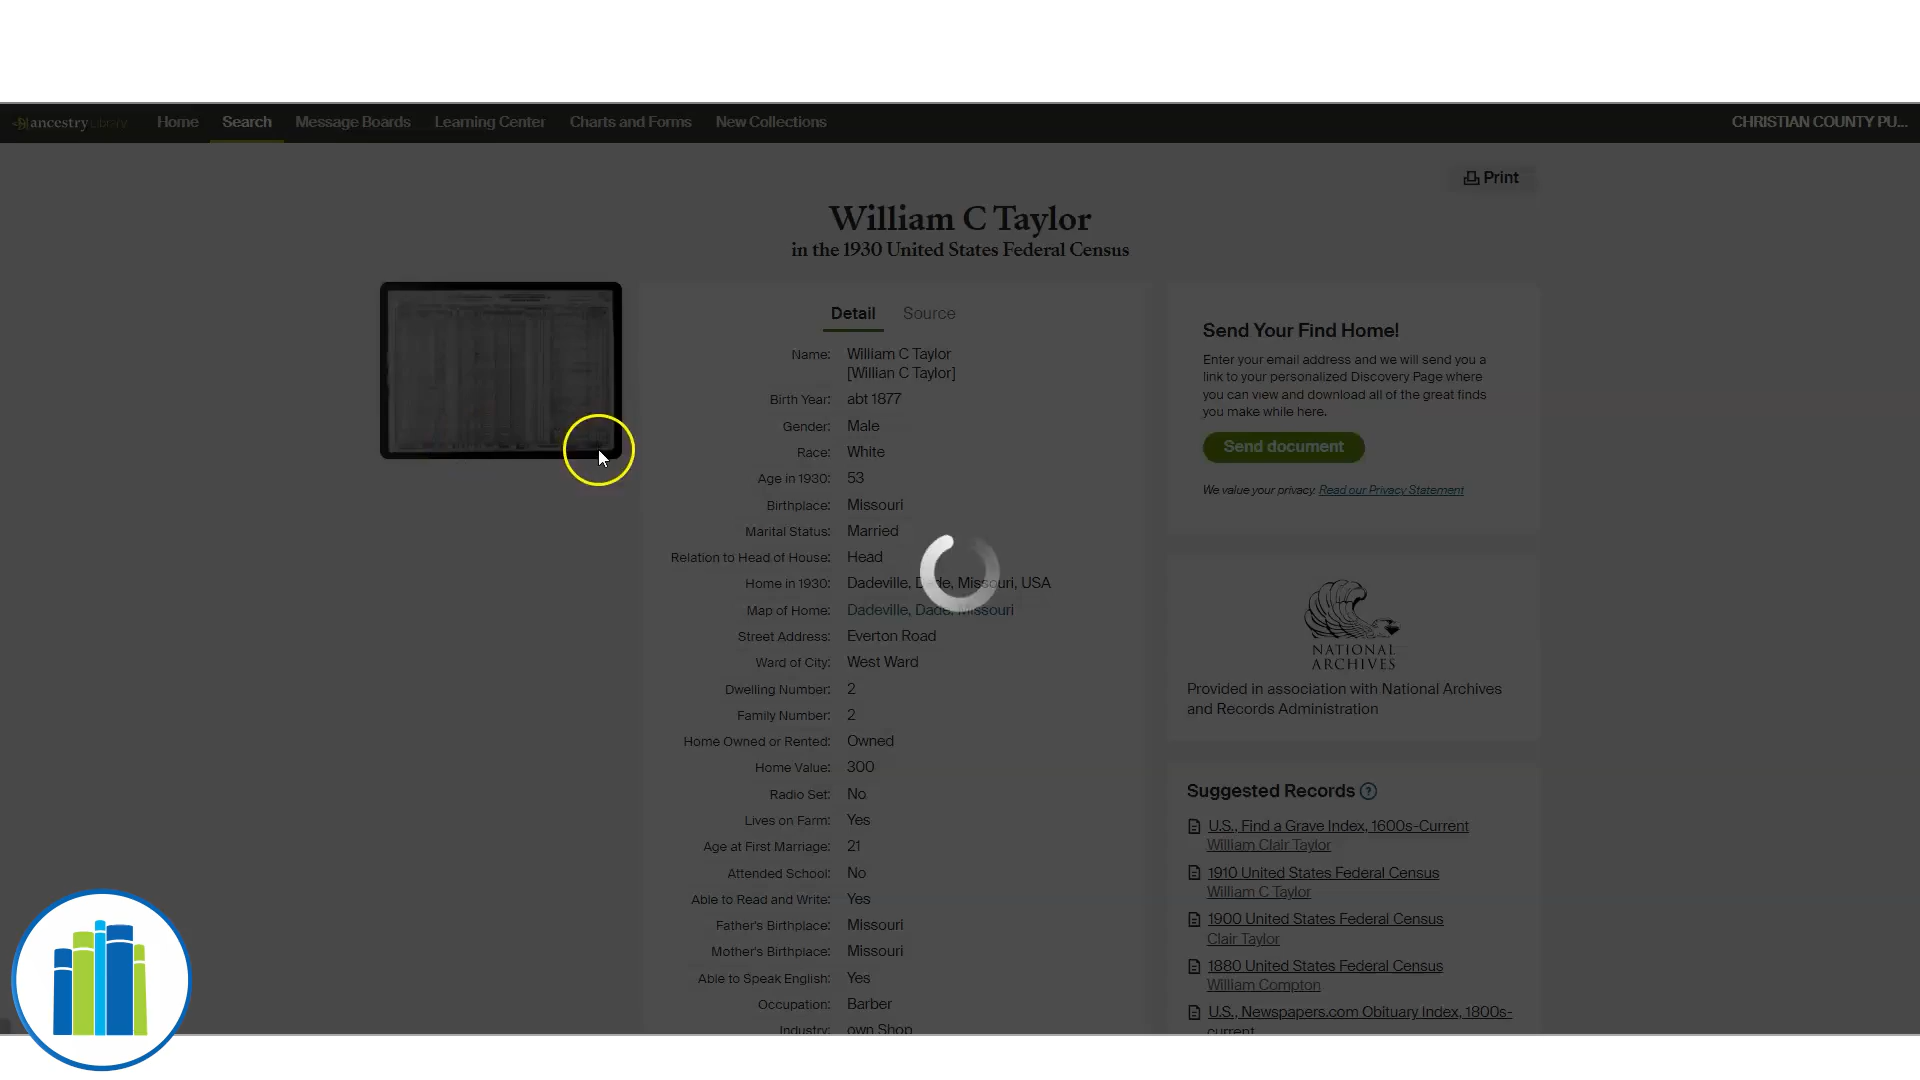 ancestry Library Home Search Message Boards Learning Center Charts and Forms New Collections CHRISTIAN COUNTY PU...
Print
William C Taylor
in the 1930 United States Federal Census
Detail Source
Name: William C Taylor
[Willian C Taylor]
Birth Year: abt 1877
Gender: Male
Race: White
Age in 1930: 53
Birthplace: Missouri
Marital Status: Married
Relation to Head of House: Head
Home in 1930: Dadeville, Dade, Missouri, USA
Map of Home: Dadeville, Dade, Missouri
Street Address: Everton Road
Ward of City: West Ward
Dwelling Number: 2
Family Number: 2
Home Owned or Rented: Owned
Home Value: 300
Radio Set: No
Lives on Farm: Yes
Age at First Marriage: 21
Attended School: No
Able to Read and Write: Yes
Father's Birthplace: Missouri
Mother's Birthplace: Missouri
Able to Speak English: Yes
Occupation: Barber
Industry: own Shop
Send Your Find Home!
Enter your email address and we will send you a
link to your personalized Discovery Page where
you can view and download all of the great finds
you make while here.
Send document
We value your privacy. Read our Privacy Statement
NATIONAL
ARCHIVES
Provided in association with National Archives
and Records Administration
Suggested Records ?
U.S., Find a Grave Index, 1600s-Current
William Clair Taylor
1910 United States Federal Census
William C Taylor
1900 United States Federal Census
Clair Taylor
1880 United States Federal Census
William Compton
U.S., Newspapers.com Obituary Index, 1800s-
current